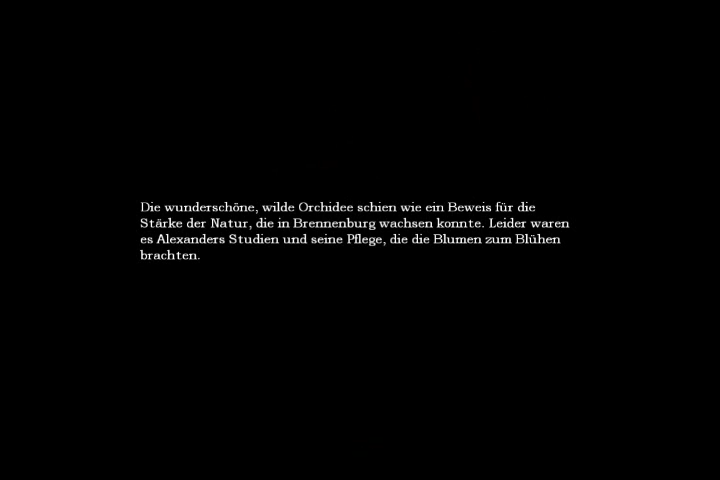 Die wunderschöne, wilde Orchidee schien wie ein Beweis für die
Stärke der Natur, die in Brennenburg wachsen konnte. Leider waren
es Alexanders Studien und seine Pflege, die die Blumen zum Blühen
brachten.